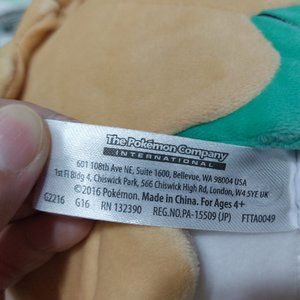 The Pokémon Company
INTERNATIONAL
601 108th Ave NE, Suite 1600, Bellevue, WA 98004 USA
1st Fl Bldg 4, Chiswick Park, 566 Chiswick High Rd, London, W4 5YE UK
©2016 Pokémon. Made in China. For Ages 4+
G2216 G16 RN 132390 REG.NO.PA-15509 (JP) FTTA0049